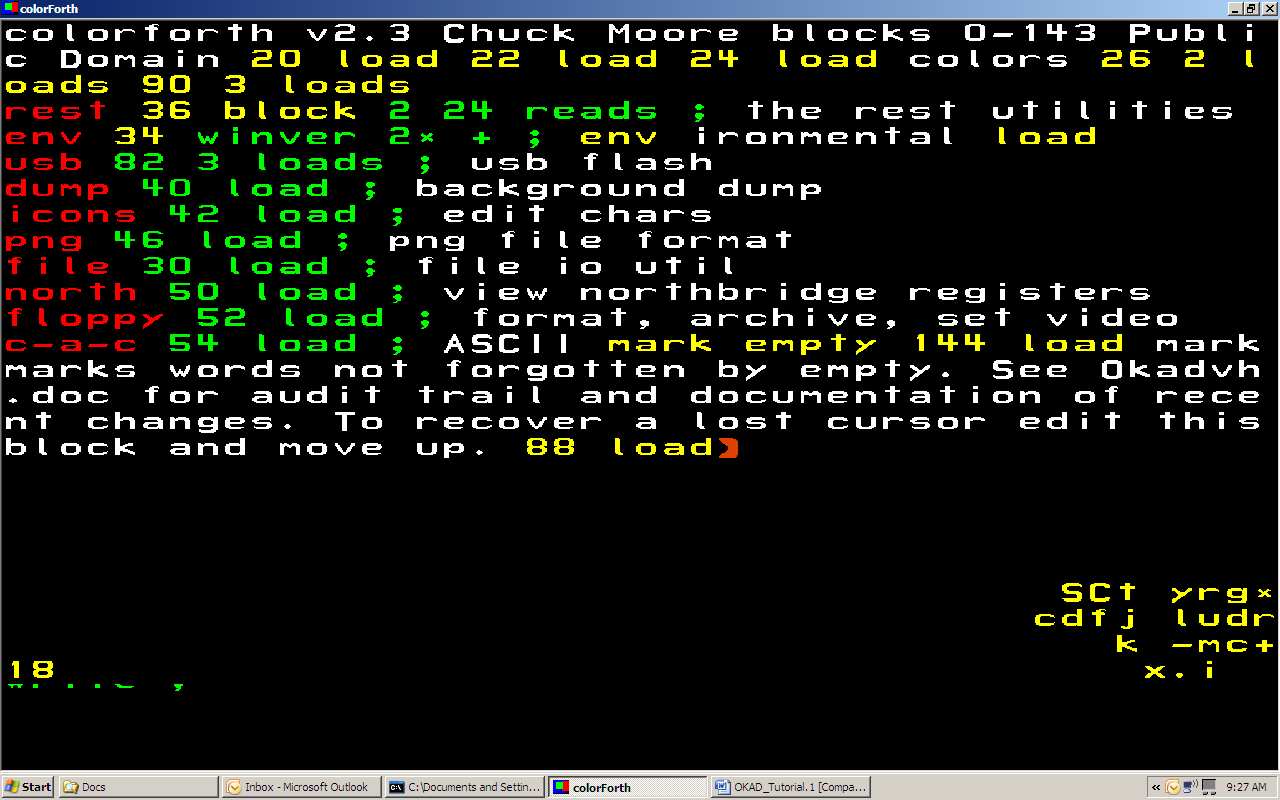 colorForth
colorforth v2.3 Chuck Moore blocks 0-143 Publi
c Domain 20 load 22 load 24 load colors 26 2 l
oads 90 3 loads
rest 36 block 2 24 reads ; the rest utilities
env 34 winver 2× + ; env ironmental load
usb 82 3 loads ; usb flash
dump 40 load ; background dump
icons 42 load ; edit chars
png 46 load ; png file format
file 30 load ; file io util
north 50 load ; view northbridge registers
floppy 52 load ; format, archive, set video
c-a-c 54 load ; ASCII mark empty 144 load mark
marks words not forgotten by empty. See Okadvh
.doc for audit trail and documentation of rece
nt changes. To recover a lost cursor edit this
block and move up. 88 load
SCt yrg×
cdfj ludr
k -mc+
18
x.i
Start Docs Inbox - Microsoft Outlook C:\Documents and Settin... colorForth OKAD_Tutorial.1 [Compa... « 9:27 AM